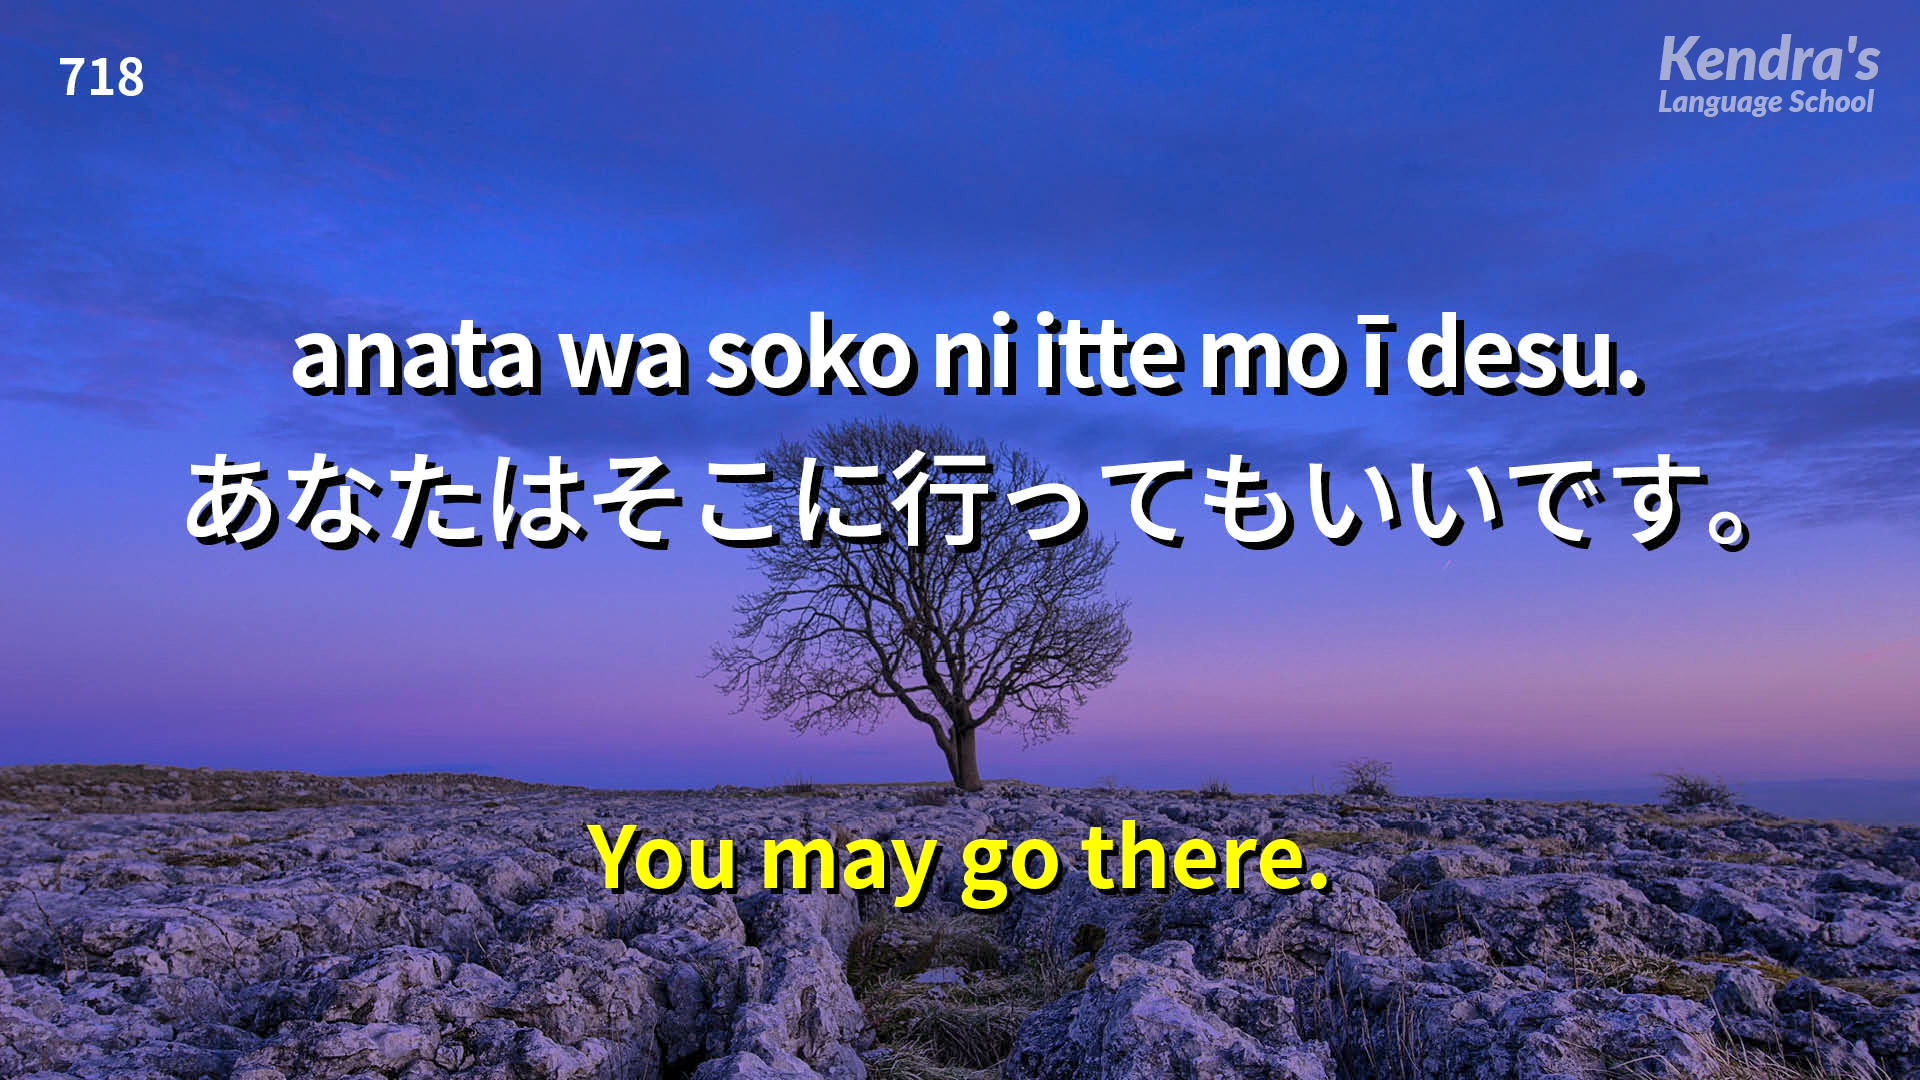 718
Kendra's
Language School
anata wa soko ni itte mo ī desu.
あなたはそこに行ってもいいです。
You may go there.